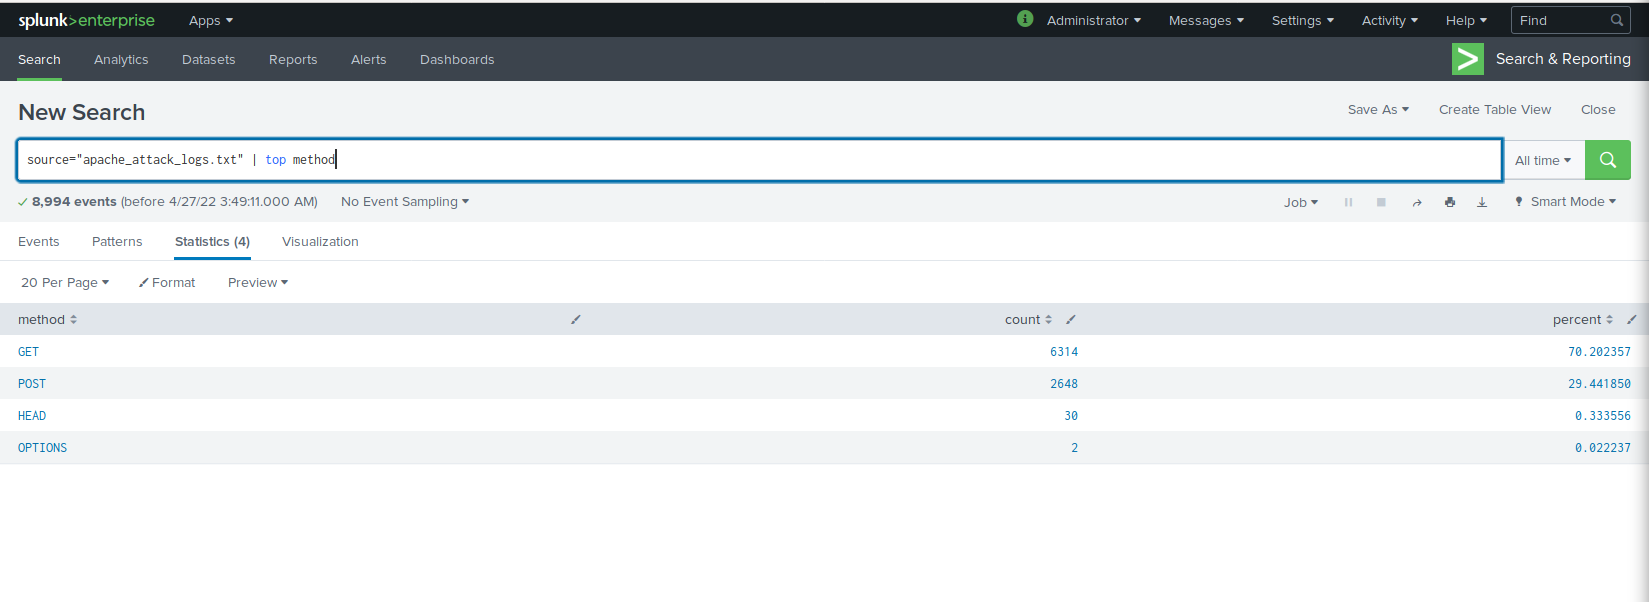 splunk>enterprise Apps Administrator Messages Settings Activity Help Find
Search Analytics Datasets Reports Alerts Dashboards Search & Reporting
New Search Save As Create Table View Close
source="apache_attack_logs.txt" | top method All time
8,994 events (before 4/27/22 3:49:11.000 AM) No Event Sampling Job Smart Mode
Events Patterns Statistics (4) Visualization
20 Per Page Format Preview
method count percent
GET 6314 70.202357
POST 2648 29.441850
HEAD 30 0.333556
OPTIONS 2 0.022237